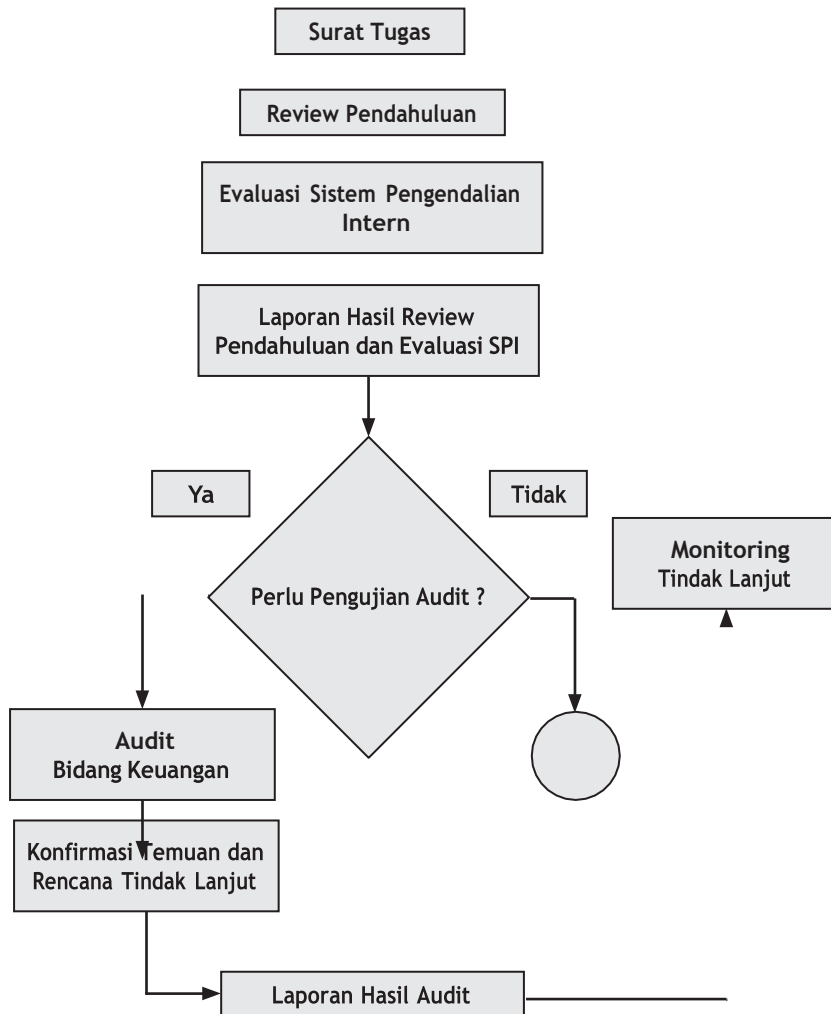 Surat Tugas
Review Pendahuluan
Evaluasi Sistem Pengendalian
Intern
Laporan Hasil Review
Pendahuluan dan Evaluasi SPI
Ya
Tidak
Monitoring
Tindak Lanjut
Perlu Pengujian Audit ?
Audit
Bidang Keuangan
Konfirmasi Temuan dan
Rencana Tindak Lanjut
Laporan Hasil Audit